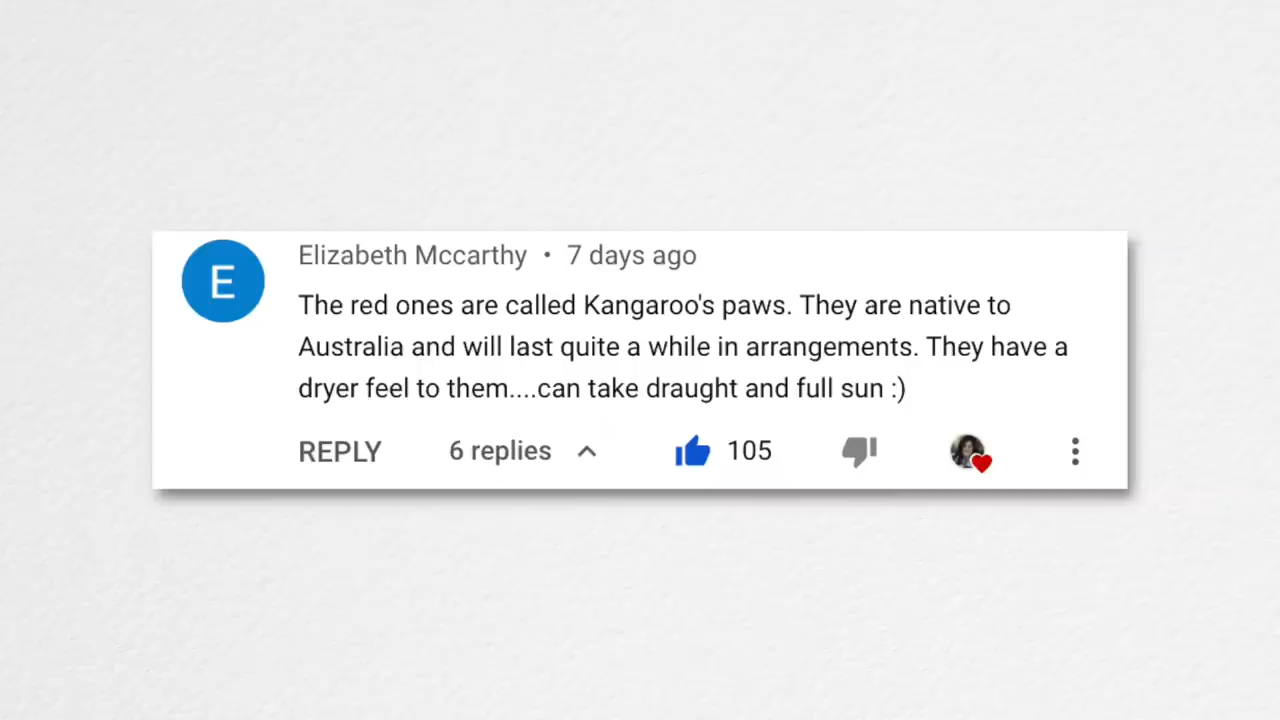 E
Elizabeth Mccarthy • 7 days ago
The red ones are called Kangaroo's paws. They are native to
Australia and will last quite a while in arrangements. They have a
dryer feel to them....can take draught and full sun :)
REPLY 6 replies 105